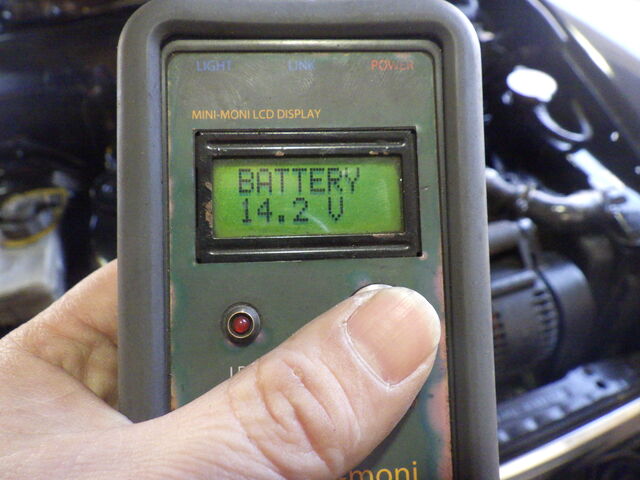 LIGHT LINK POWER
MINI-MONI LCD DISPLAY
BATTERY
14.2 V
-moni